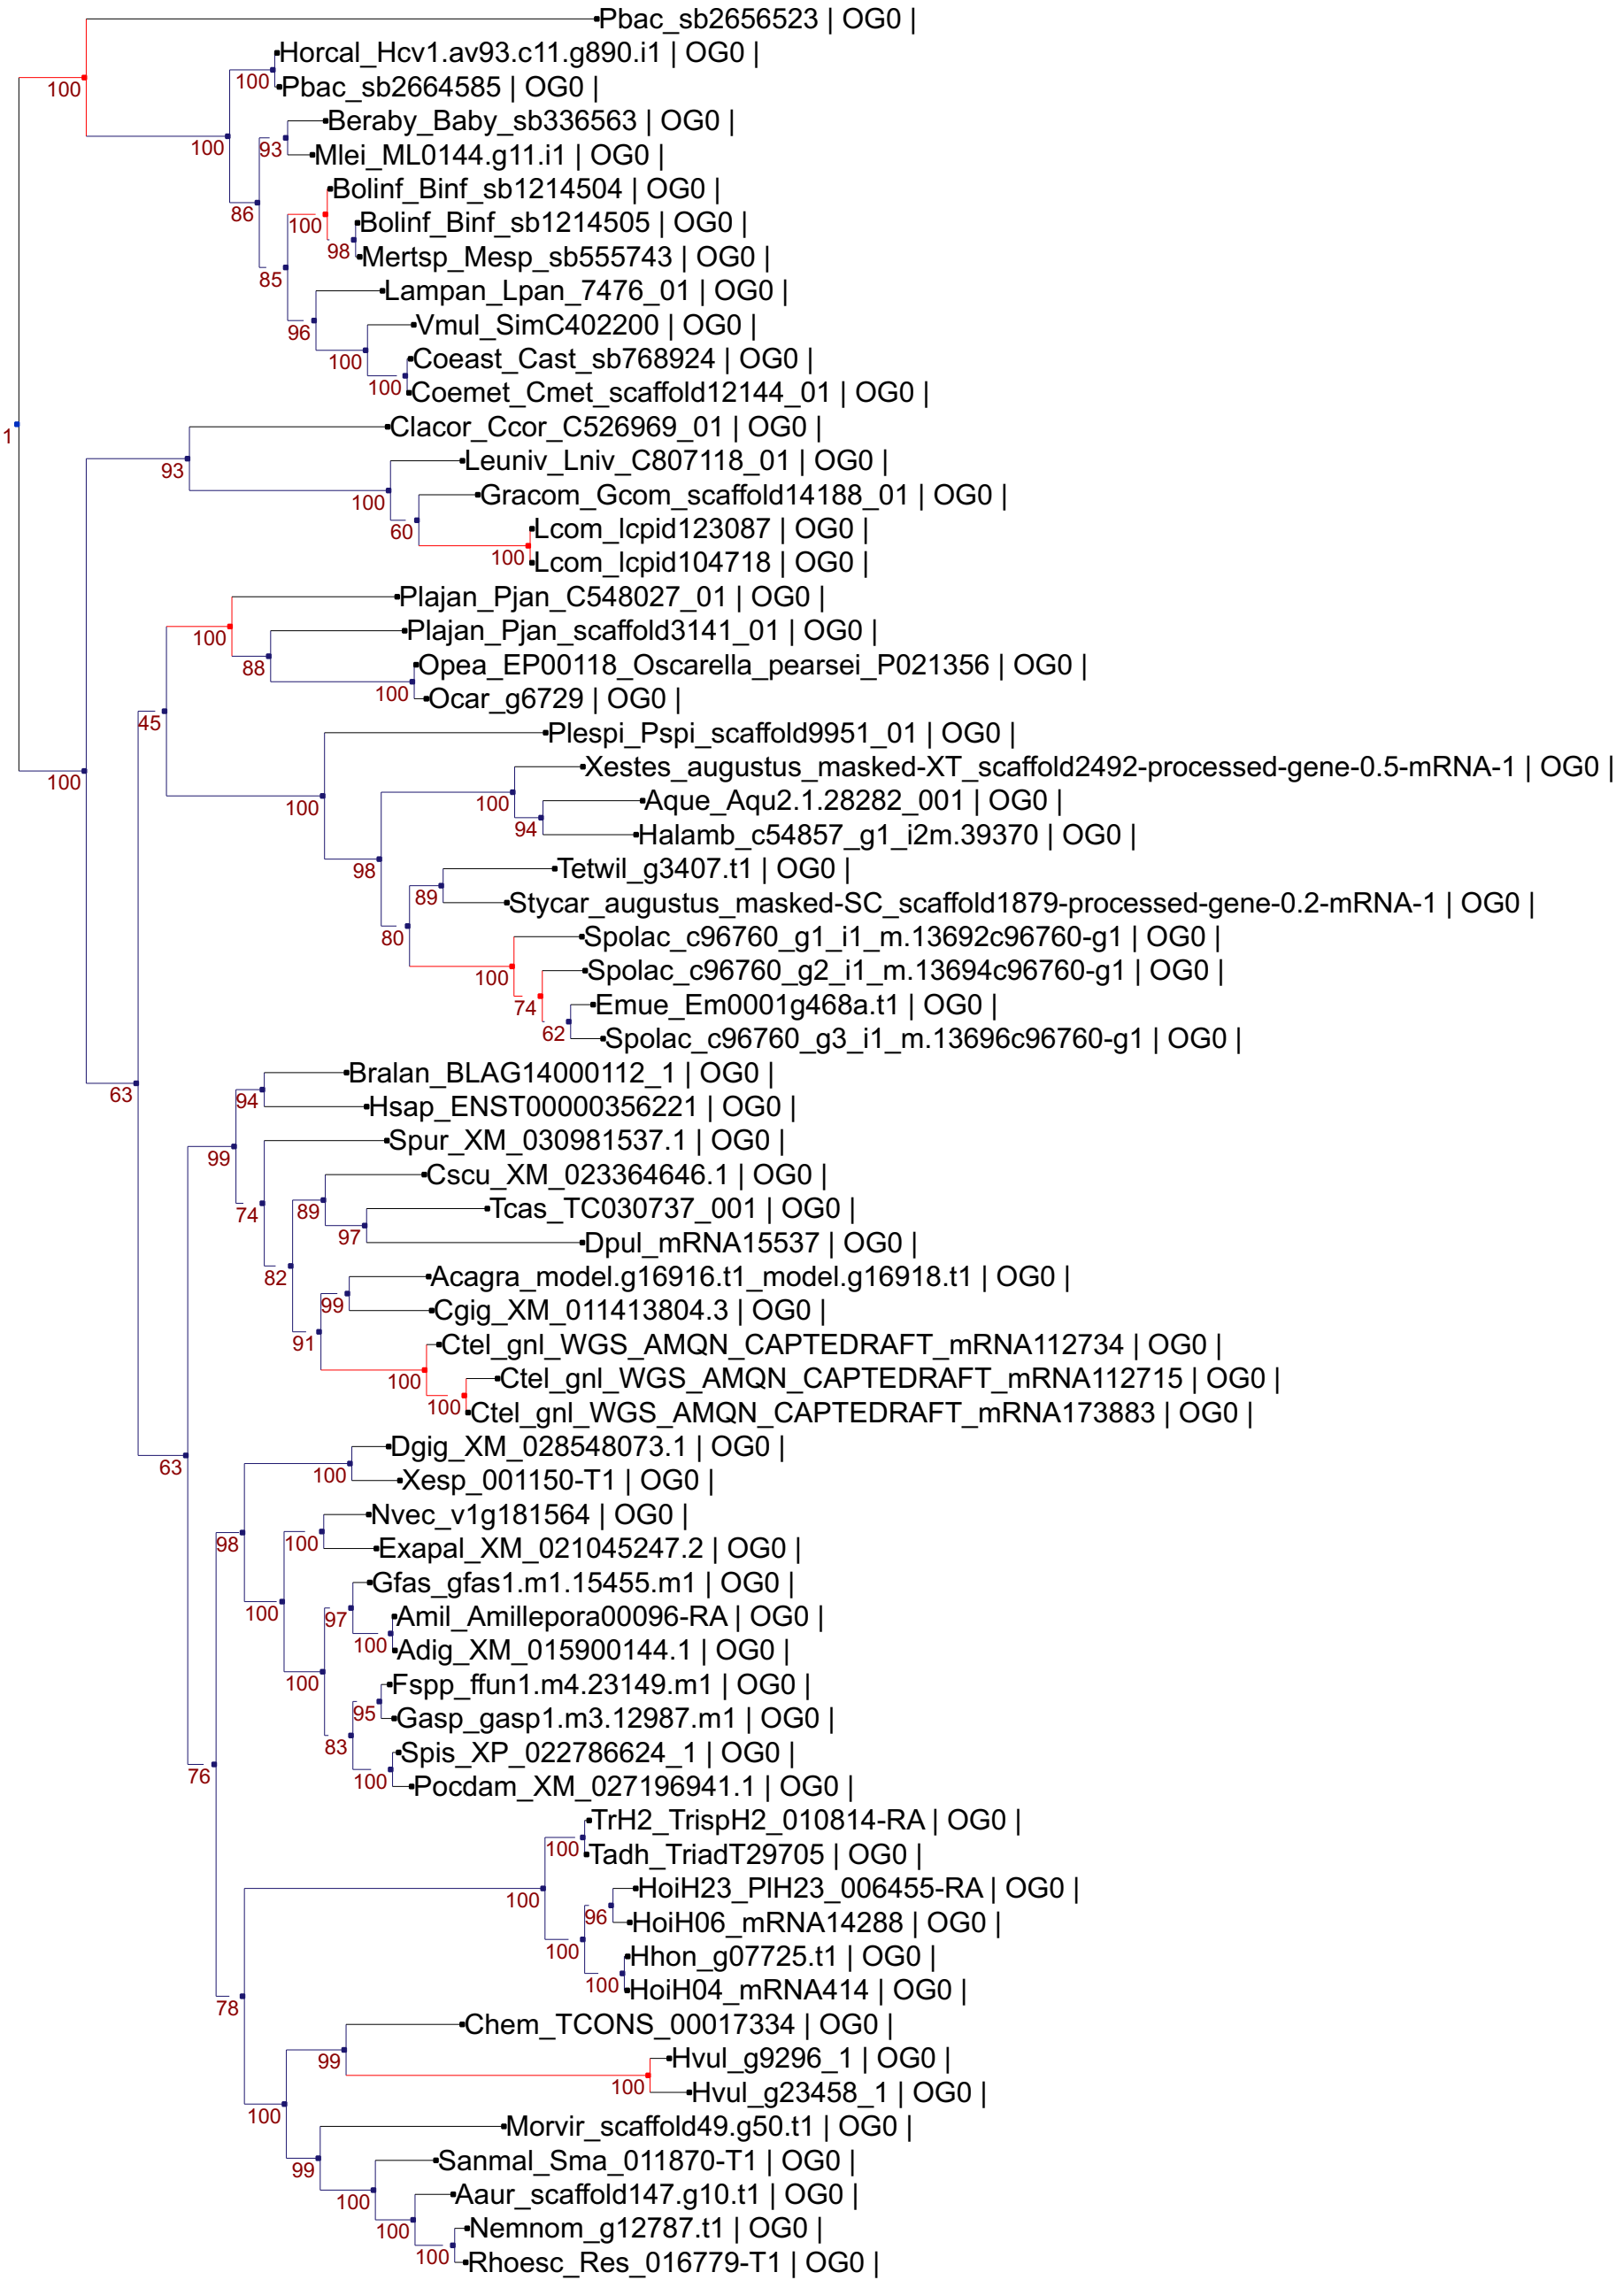 Pbac_sb2656523 | OG0 |
Horcal_Hcv1.av93.c11.g890.i1 | OG0 |
100
100
Pbac_sb2664585 | OG0 |
Beraby_Baby_sb336563 | OG0 |
100
93
Mlei_ML0144.g11.i1 | OG0 |
Bolinf_Binf_sb1214504 | OG0 |
86
100
Bolinf_Binf_sb1214505 | OG0 |
98
Mertsp_Mesp_sb555743 | OG0 |
85
Lampan_Lpan_7476_01 | OG0 |
96
Vmul_SimC402200 | OG0 |
100
Coeast_Cast_sb768924 | OG0 |
100
Coemet_Cmet_scaffold12144_01 | OG0 |
1
Clacor_Ccor_C526969_01 | OG0 |
93
Leuniv_Lniv_C807118_01 | OG0 |
100
Gracom_Gcom_scaffold14188_01 | OG0 |
60
Lcom_lcpid123087 | OG0 |
100
Lcom_lcpid104718 | OG0 |
Plajan_Pjan_C548027_01 | OG0 |
100
Plajan_Pjan_scaffold3141_01 | OG0 |
88
Opea_EP00118_Oscarella_pearsei_P021356 | OG0 |
100
Ocar_g6729 | OG0 |
45
Plespi_Pspi_scaffold9951_01 | OG0 |
Xestes_augustus_masked-XT_scaffold2492-processed-gene-0.5-mRNA-1 | OG0 |
100
100
100
Aque_Aqu2.1.28282_001 | OG0 |
94
Halamb_c54857_g1_i2m.39370 | OG0 |
98
Tetwil_g3407.t1 | OG0 |
89
Stycar_augustus_masked-SC_scaffold1879-processed-gene-0.2-mRNA-1 | OG0 |
80
Spolac_c96760_g1_i1_m.13692c96760-g1 | OG0 |
100
Spolac_c96760_g2_i1_m.13694c96760-g1 | OG0 |
74
Emue_Em0001g468a.t1 | OG0 |
62
Spolac_c96760_g3_i1_m.13696c96760-g1 | OG0 |
63
Bralan_BLAG14000112_1 | OG0 |
94
Hsap_ENST00000356221 | OG0 |
99
Spur_XM_030981537.1 | OG0 |
Cscu_XM_023364646.1 | OG0 |
74
89
Tcas_TC030737_001 | OG0 |
97
Dpul_mRNA15537 | OG0 |
82
Acagra_model.g16916.t1_model.g16918.t1 | OG0 |
99
Cgig_XM_011413804.3 | OG0 |
91
Ctel_gnl_WGS_AMQN_CAPTEDRAFT_mRNA112734 | OG0 |
100
Ctel_gnl_WGS_AMQN_CAPTEDRAFT_mRNA112715 | OG0 |
100
Ctel_gnl_WGS_AMQN_CAPTEDRAFT_mRNA173883 | OG0 |
Dgig_XM_028548073.1 | OG0 |
63
100
Xesp_001150-T1 | OG0 |
Nvec_v1g181564 | OG0 |
98
100
Exapal_XM_021045247.2 | OG0 |
Gfas_gfas1.m1.15455.m1 | OG0 |
100
97
Amil_Amillepora00096-RA | OG0 |
100
Adig_XM_015900144.1 | OG0 |
100
Fspp_ffun1.m4.23149.m1 | OG0 |
95
Gasp_gasp1.m3.12987.m1 | OG0 |
83
Spis_XP_022786624_1 | OG0 |
76
100
Pocdam_XM_027196941.1 | OG0 |
TrH2_TrispH2_010814-RA | OG0 |
100
Tadh_TriadT29705 | OG0 |
HoiH23_PlH23_006455-RA | OG0 |
100
96
HoiH06_mRNA14288 | OG0 |
100
Hhon_g07725.t1 | OG0 |
100
HoiH04_mRNA414 | OG0 |
78
Chem_TCONS_00017334 | OG0 |
99
Hvul_g9296_1 | OG0 |
100
Hvul_g23458_1 | OG0 |
100
Morvir_scaffold49.g50.t1 | OG0 |
99
Sanmal_Sma_011870-T1 | OG0 |
100
Aaur_scaffold147.g10.t1 | OG0 |
100
Nemnom_g12787.t1 | OG0 |
100
Rhoesc_Res_016779-T1 | OG0 |